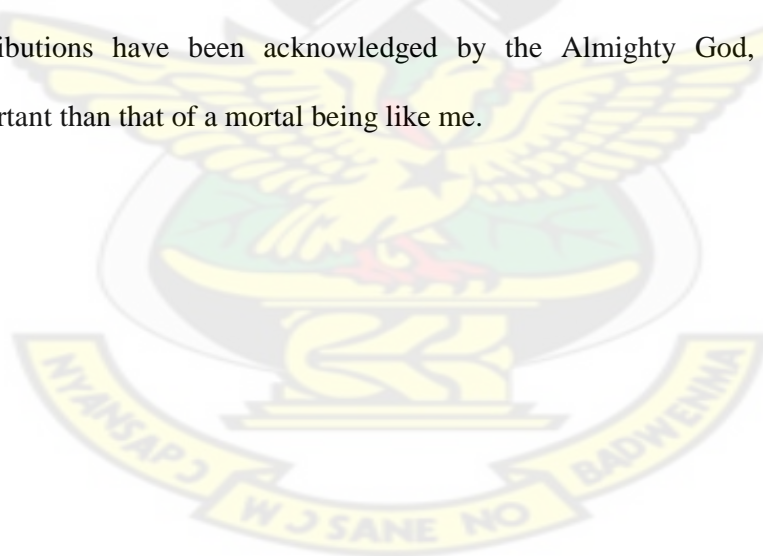 ibutions have been acknowledged by the Almighty God,
rtant than that of a mortal being like me.
NYANSAPƆ
WƆSANE NO
BADWENMA